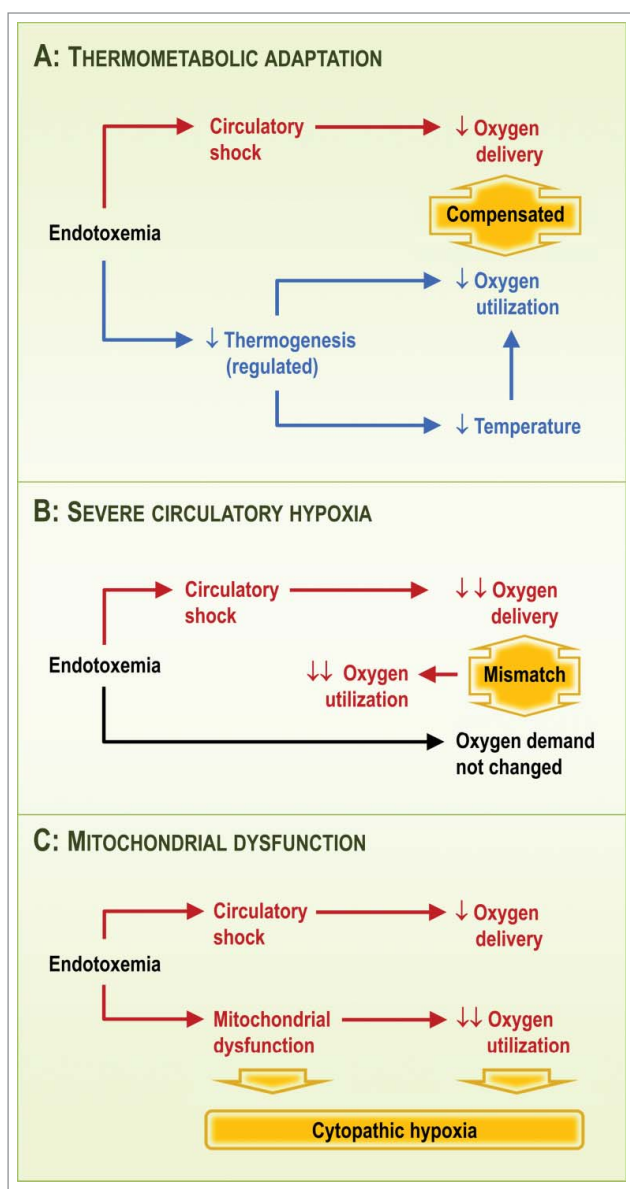 A: THERMOMETABOLIC ADAPTATION
Circulatory
shock
↓ Oxygen
delivery
Compensated
Endotoxemia
↓ Oxygen
utilization
↓ Thermogenesis
(regulated)
↓ Temperature
B: SEVERE CIRCULATORY HYPOXIA
Circulatory
shock
↓↓ Oxygen
delivery
Endotoxemia
↓↓ Oxygen
utilization
Mismatch
Oxygen demand
not changed
C: MITOCHONDRIAL DYSFUNCTION
Circulatory
shock
↓ Oxygen
delivery
Endotoxemia
Mitochondrial
dysfunction
↓↓ Oxygen
utilization
Cytopathic hypoxia